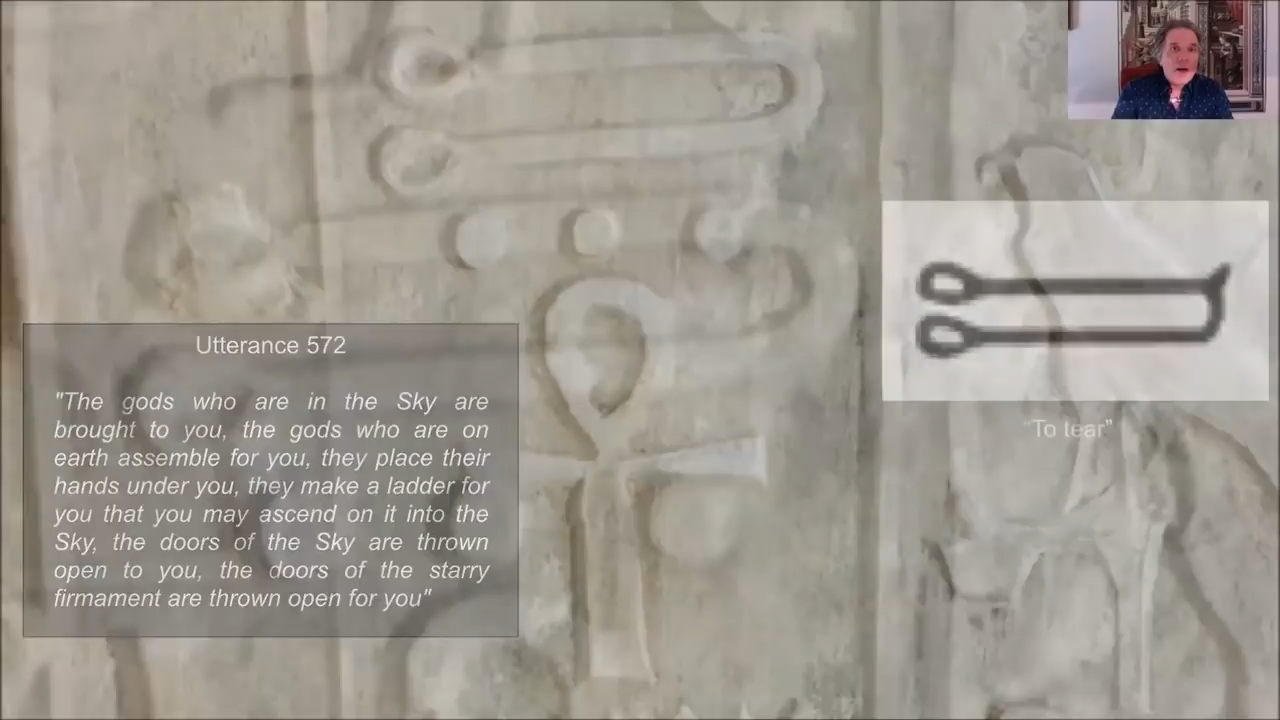 Utterance 572
"The gods who are in the Sky are
brought to you, the gods who are on
earth assemble for you, they place their
hands under you, they make a ladder for
you that you may ascend on it into the
Sky, the doors of the Sky are thrown
open to you, the doors of the starry
firmament are thrown open for you"
"To tear"